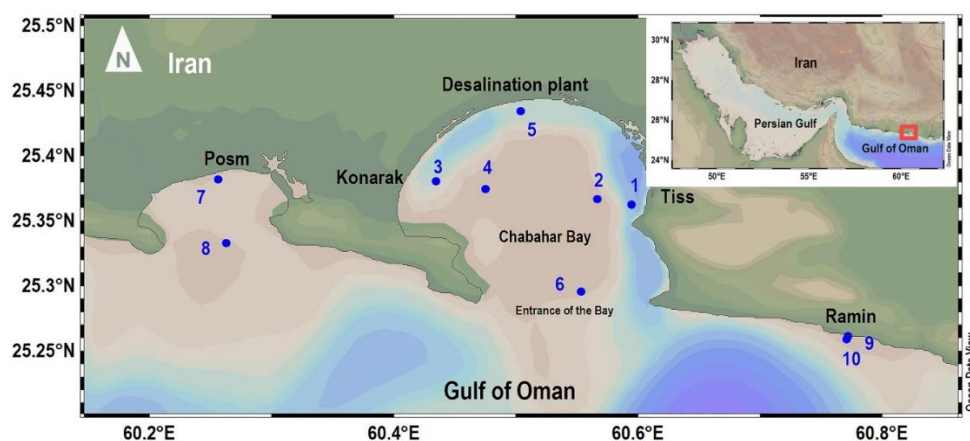 25.5°N
25.45°N
25.4°N
25.35°N
25.3°N
25.25°N
N
Iran
Desalination plant
5
Posm
7
8
Konarak
3
4
2
1
Tiss
Chabahar Bay
6
Entrance of the Bay
Ramin
9
10
Gulf of Oman
60.2°E
60.4°E
60.6°E
60.8°E
Ocean Data View
30°N
28°N
26°N
24°N
Iran
Persian Gulf
Gulf of Oman
50°E
55°E
60°E
Ocean Data View